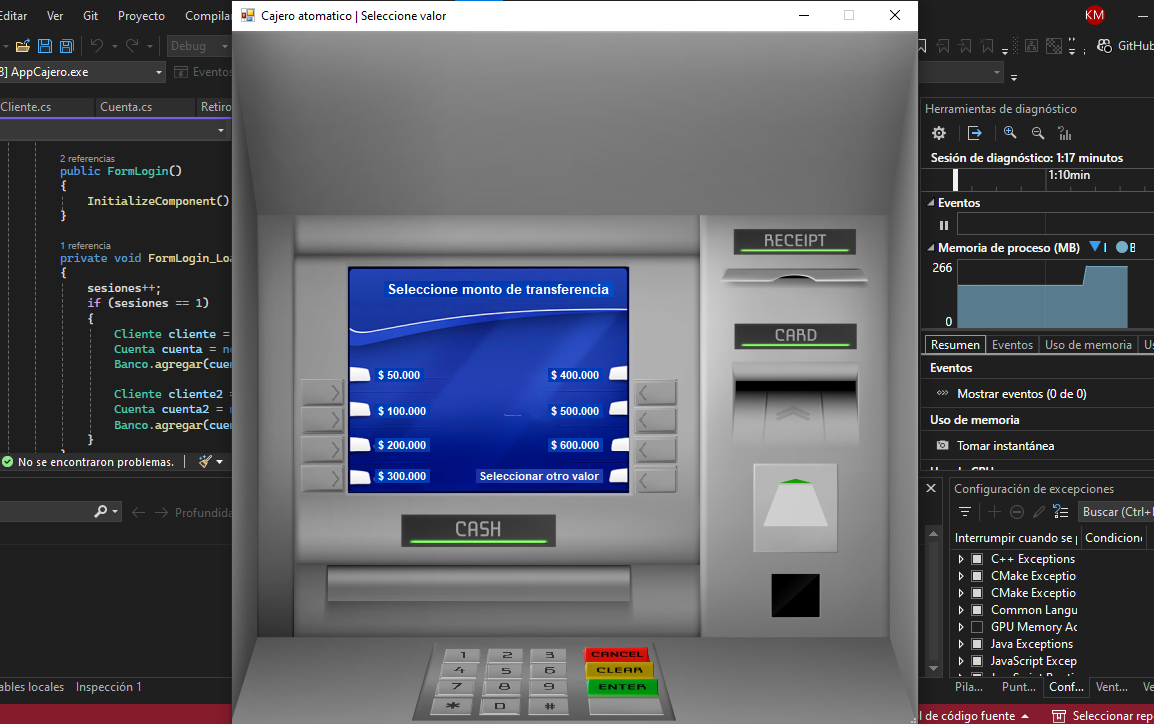 Editar Ver Git Proyecto Compila
Cajero atomatico | Seleccione valor
KM
Debug
GitHub
AppCajero.exe
Eventos
Cliente.cs Cuenta.cs Retiro
2 referencias
public FormLogin()
{
InitializeComponent()
}
1 referencia
private void FormLogin_Loa
{
sesiones++;
if (sesiones == 1)
{
Cliente cliente =
Cuenta cuenta = n
Banco.agregar(cue
Cliente cliente2 =
Cuenta cuenta2 =
Banco.agregar(cue
}
No se encontraron problemas.
Profundida
ables locales Inspección 1
Seleccione monto de transferencia
$ 50.000
$ 400.000
$ 100.000
$ 500.000
$ 200.000
$ 600.000
$ 300.000
Seleccionar otro valor
CASH
RECEIPT
CARD
1 2 3 CANCEL
4 5 6 CLEAR
7 8 9 ENTER
* 0 #
Herramientas de diagnóstico
Sesión de diagnóstico: 1:17 minutos
1:10min
Eventos
Memoria de proceso (MB)
266
0
Resumen Eventos Uso de memoria
Eventos
Mostrar eventos (0 de 0)
Uso de memoria
Tomar instantánea
Configuración de excepciones
Buscar (Ctrl+
Interrumpir cuando se Condicion
C++ Exceptions
CMake Exceptio
CMake Exceptio
Common Langu
GPU Memory Ac
Java Exceptions
JavaScript Excep
Pila... Punt... Conf... Vent...
l de código fuente Seleccionar rep